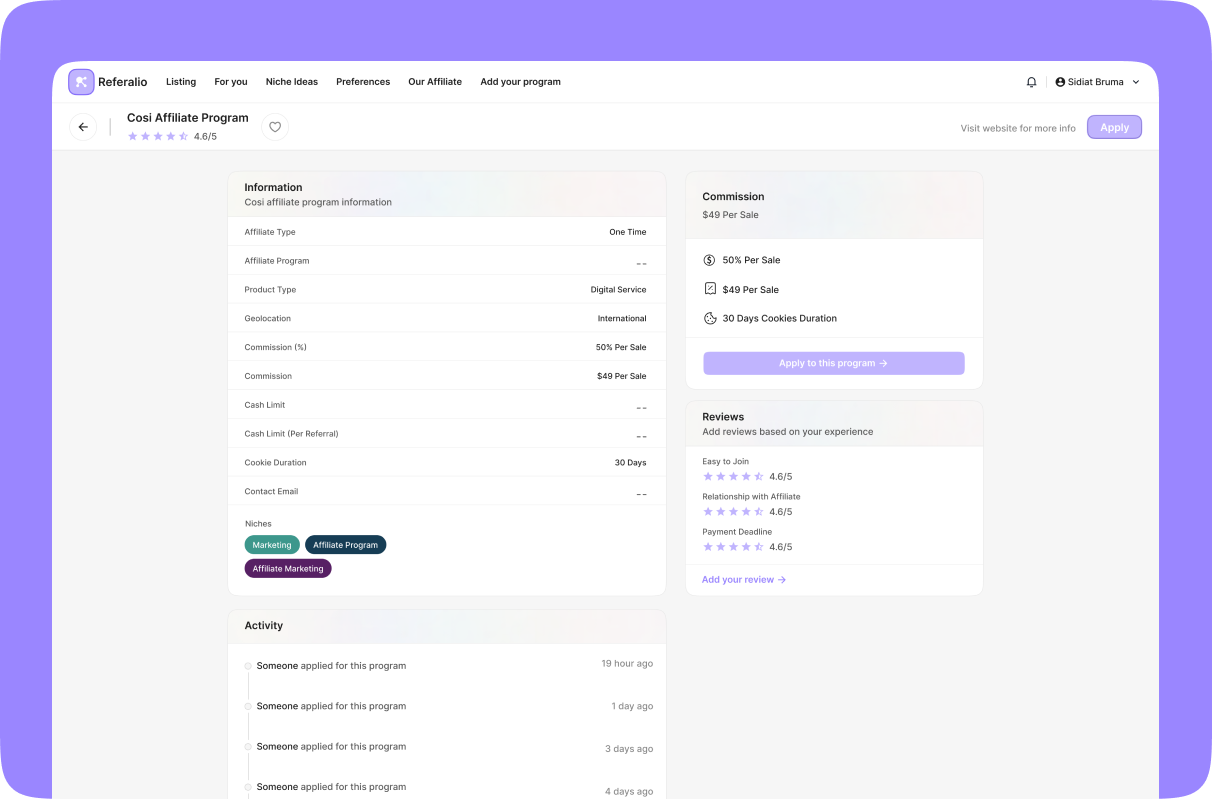 Referalio Listing For you Niche Ideas Preferences Our Affiliate Add your program Sidiat Bruma
Cosi Affiliate Program
4.6/5
Visit website for more info Apply
Information
Cosi affiliate program information
Affiliate Type One Time
Affiliate Program --
Product Type Digital Service
Geolocation International
Commission (%) 50% Per Sale
Commission $49 Per Sale
Cash Limit --
Cash Limit (Per Referral) --
Cookie Duration 30 Days
Contact Email --
Niches
Marketing Affiliate Program
Affiliate Marketing
Commission
$49 Per Sale
50% Per Sale
$49 Per Sale
30 Days Cookies Duration
Apply to this program →
Reviews
Add reviews based on your experience
Easy to Join
4.6/5
Relationship with Affiliate
4.6/5
Payment Deadline
4.6/5
Add your review →
Activity
Someone applied for this program 19 hour ago
Someone applied for this program 1 day ago
Someone applied for this program 3 days ago
Someone applied for this program 4 days ago